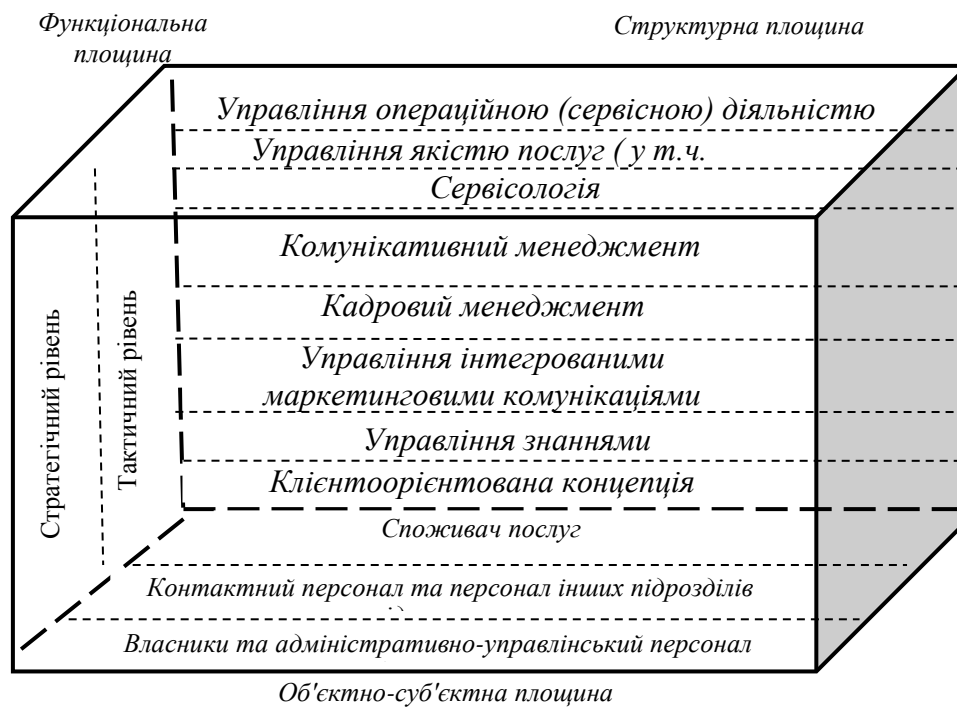 Функціональна
площина
Структурна площина
Управління операційною (сервісною) діяльністю
Управління якістю послуг ( у т.ч.
Сервісологія
Комунікативний менеджмент
Кадровий менеджмент
Управління інтегрованими
маркетинговими комунікаціями
Управління знаннями
Клієнтоорієнтована концепція
Стратегічний рівень
Тактичний рівень
Споживач послуг
Контактний персонал та персонал інших підрозділів
Власники та адміністративно-управлінський персонал
Об'єктно-суб'єктна площина